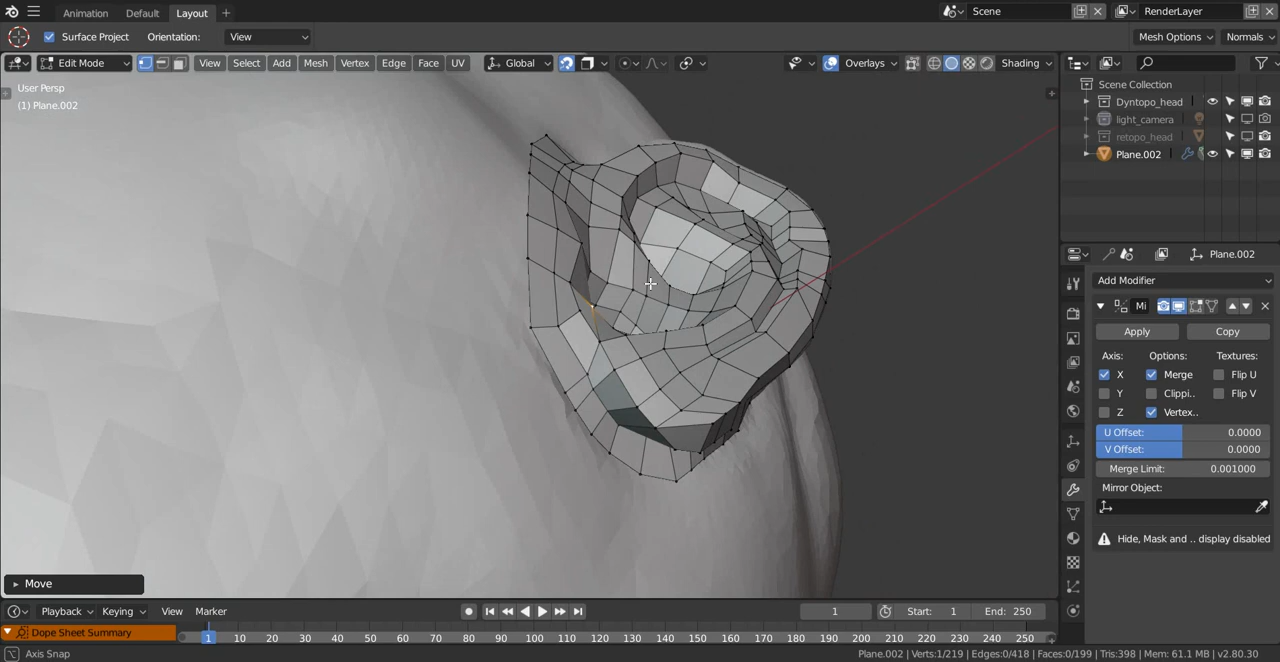 Animation Default Layout + Scene RenderLayer
Surface Project Orientation: View Mesh Options Normals
Edit Mode View Select Add Mesh Vertex Edge Face UV Global Overlays Shading
User Persp
(1) Plane.002
Scene Collection
Dyntopo_head
light_camera
retopo_head
Plane.002
Plane.002
Add Modifier
Mi
Apply Copy
Axis: Options: Textures:
X Merge Flip U
Y Clippi.. Flip V
Z Vertex..
U Offset: 0.0000
V Offset: 0.0000
Merge Limit: 0.001000
Mirror Object:
Hide, Mask and .. display disabled
Move
Playback Keying View Marker 1 Start: 1 End: 250
Dope Sheet Summary 1 10 20 30 40 50 60 70 80 90 100 110 120 130 140 150 160 170 180 190 200 210 220 230 240 250
Axis Snap Plane.002 | Verts:1/219 | Edges:0/418 | Faces:0/199 | Tris:398 | Mem: 61.1 MB | v2.80.30